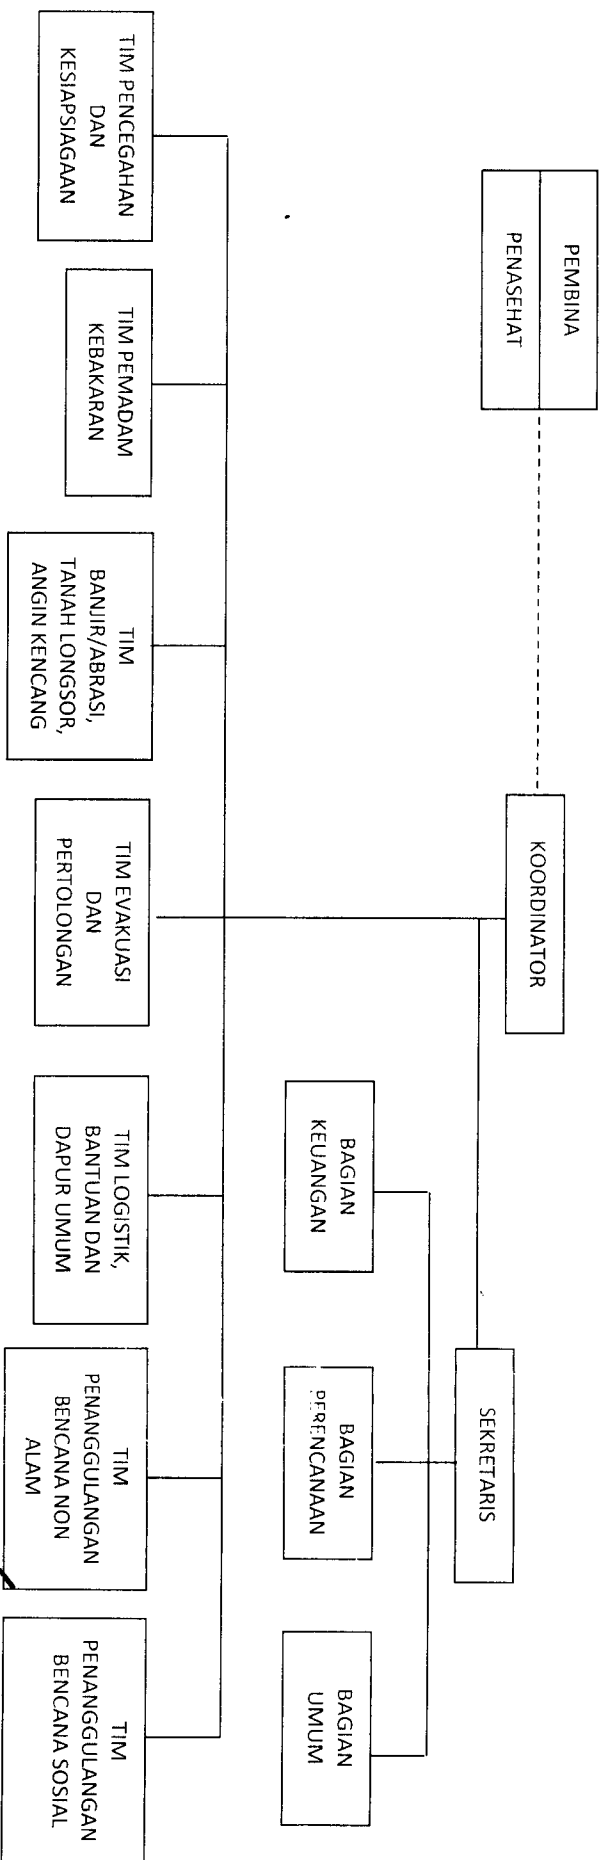 PEMBINA
PENASEHAT
KOORDINATOR
SEKRETARIS
BAGIAN
KEUANGAN
BAGIAN
PERENCANAAN
BAGIAN
UMUM
TIM PENCEGAHAN
DAN
KESIAPSIAGAAN
TIM PEMADAM
KEBAKARAN
TIM
BANJIR/ABRASI,
TANAH LONGSOR,
ANGIN KENCANG
TIM EVAKUASI
DAN
PERTOLONGAN
TIM LOGISTIK,
BANTUAN DAN
DAPUR UMUM
TIM
PENANGGULANGAN
BENCANA NON
ALAM
TIM
PENANGGULANGAN
BENCANA SOSIAL